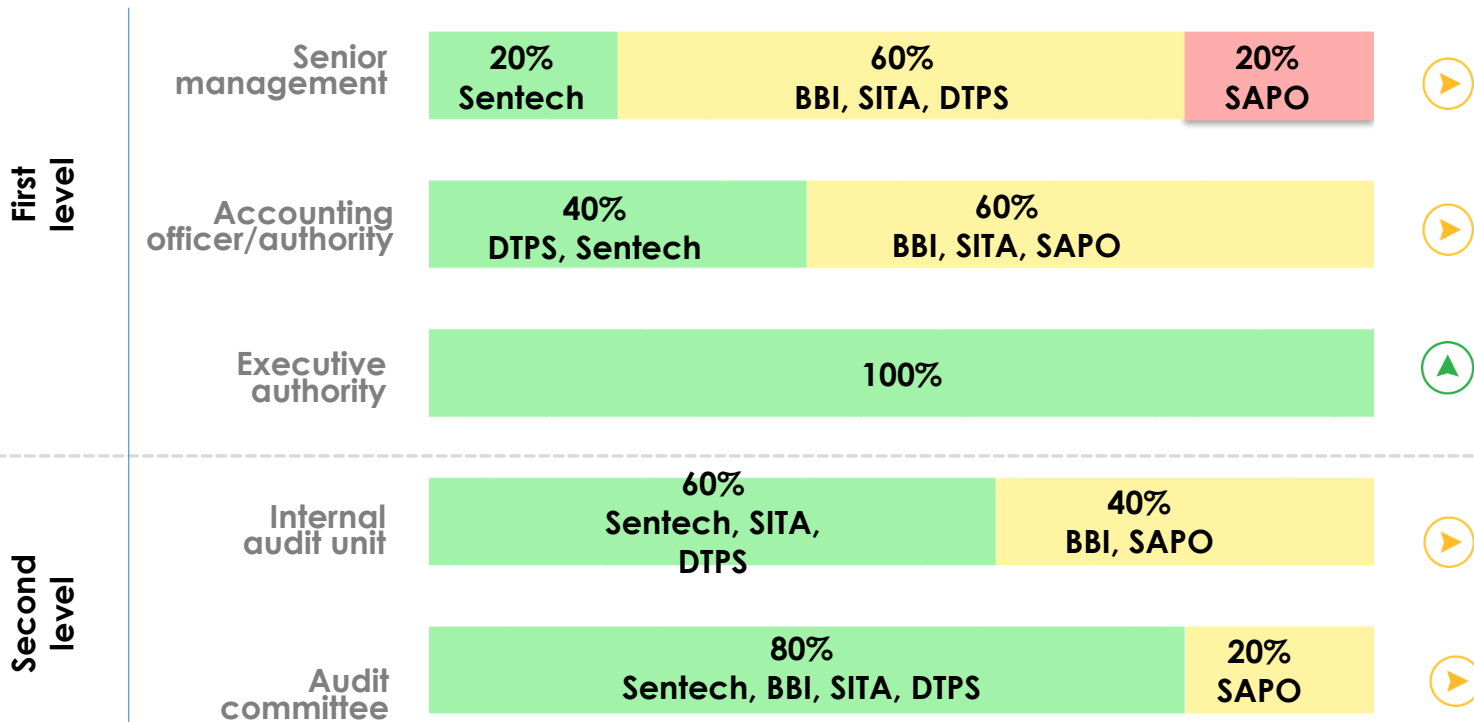 First
level
Senior
management
20%
Sentech
60%
BBI, SITA, DTPS
20%
SAPO
Accounting
officer/authority
40%
DTPS, Sentech
60%
BBI, SITA, SAPO
Executive
authority
100%
Second
level
Internal
audit unit
60%
Sentech, SITA,
DTPS
40%
BBI, SAPO
Audit
committee
80%
Sentech, BBI, SITA, DTPS
20%
SAPO